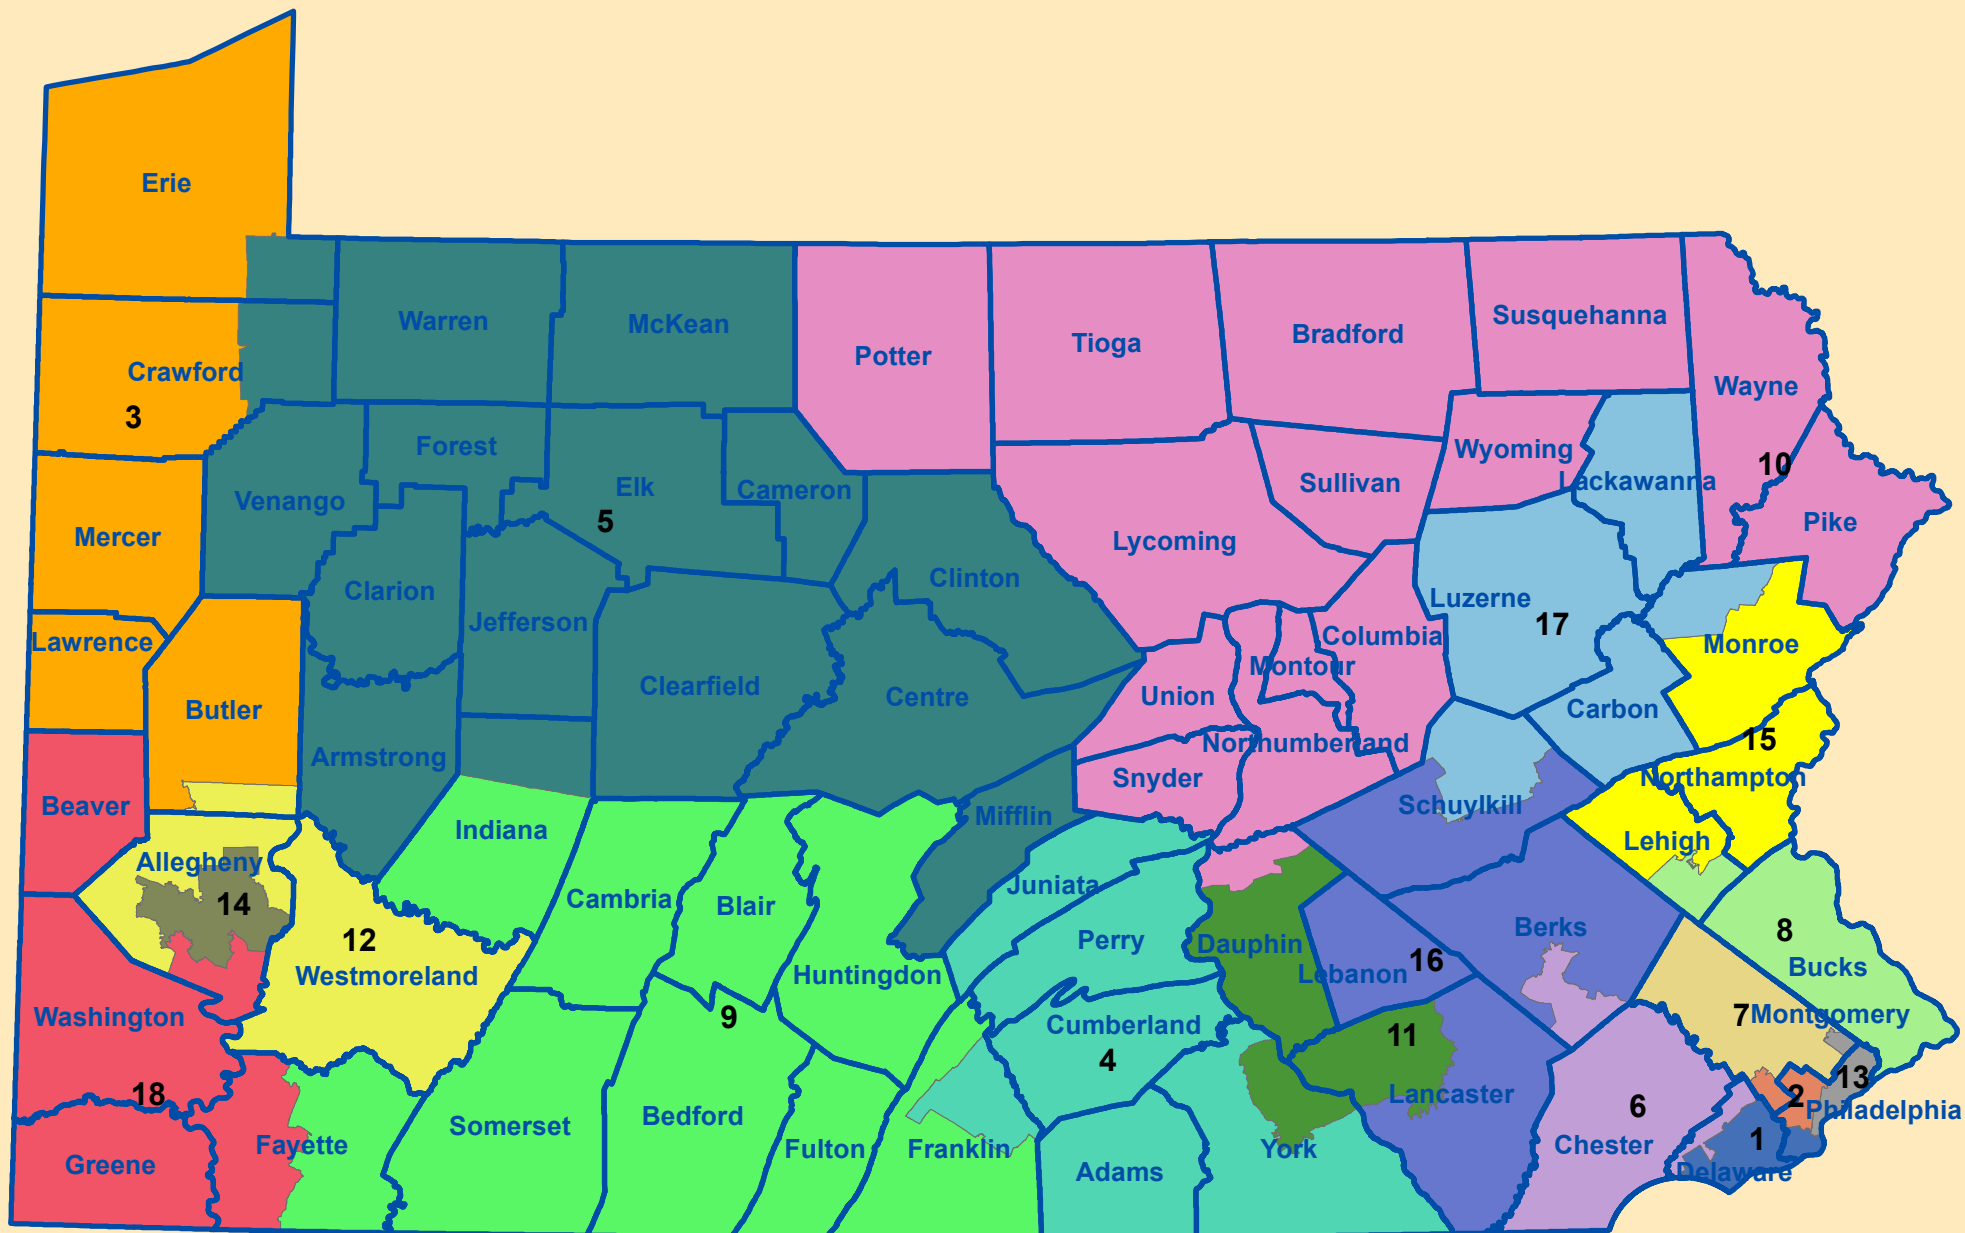 Erie
Susquehanna
Warren
McKean
Bradford
Tioga
Potter
Crawford
Wayne
3
Forest
Wyoming
10
Lackawanna
Sullivan
Elk
Cameron
Venango
5
Pike
Mercer
Lycoming
Clinton
Clarion
Luzerne
17
Jefferson
Columbia
Lawrence
Monroe
Montour
Clearfield
Centre
Union
Butler
Carbon
15
Northumberland
Armstrong
Snyder
Northampton
Beaver
Schuylkill
Mifflin
Indiana
Lehigh
Allegheny
Juniata
Cambria
Blair
14
Berks
8
12
Perry
Dauphin
16
Lebanon
Bucks
Westmoreland
Huntingdon
Washington
9
7
Montgomery
Cumberland
11
4
13
18
2
Lancaster
6
Philadelphia
Bedford
Somerset
1
Fayette
Fulton
Franklin
York
Chester
Greene
Adams
Delaware